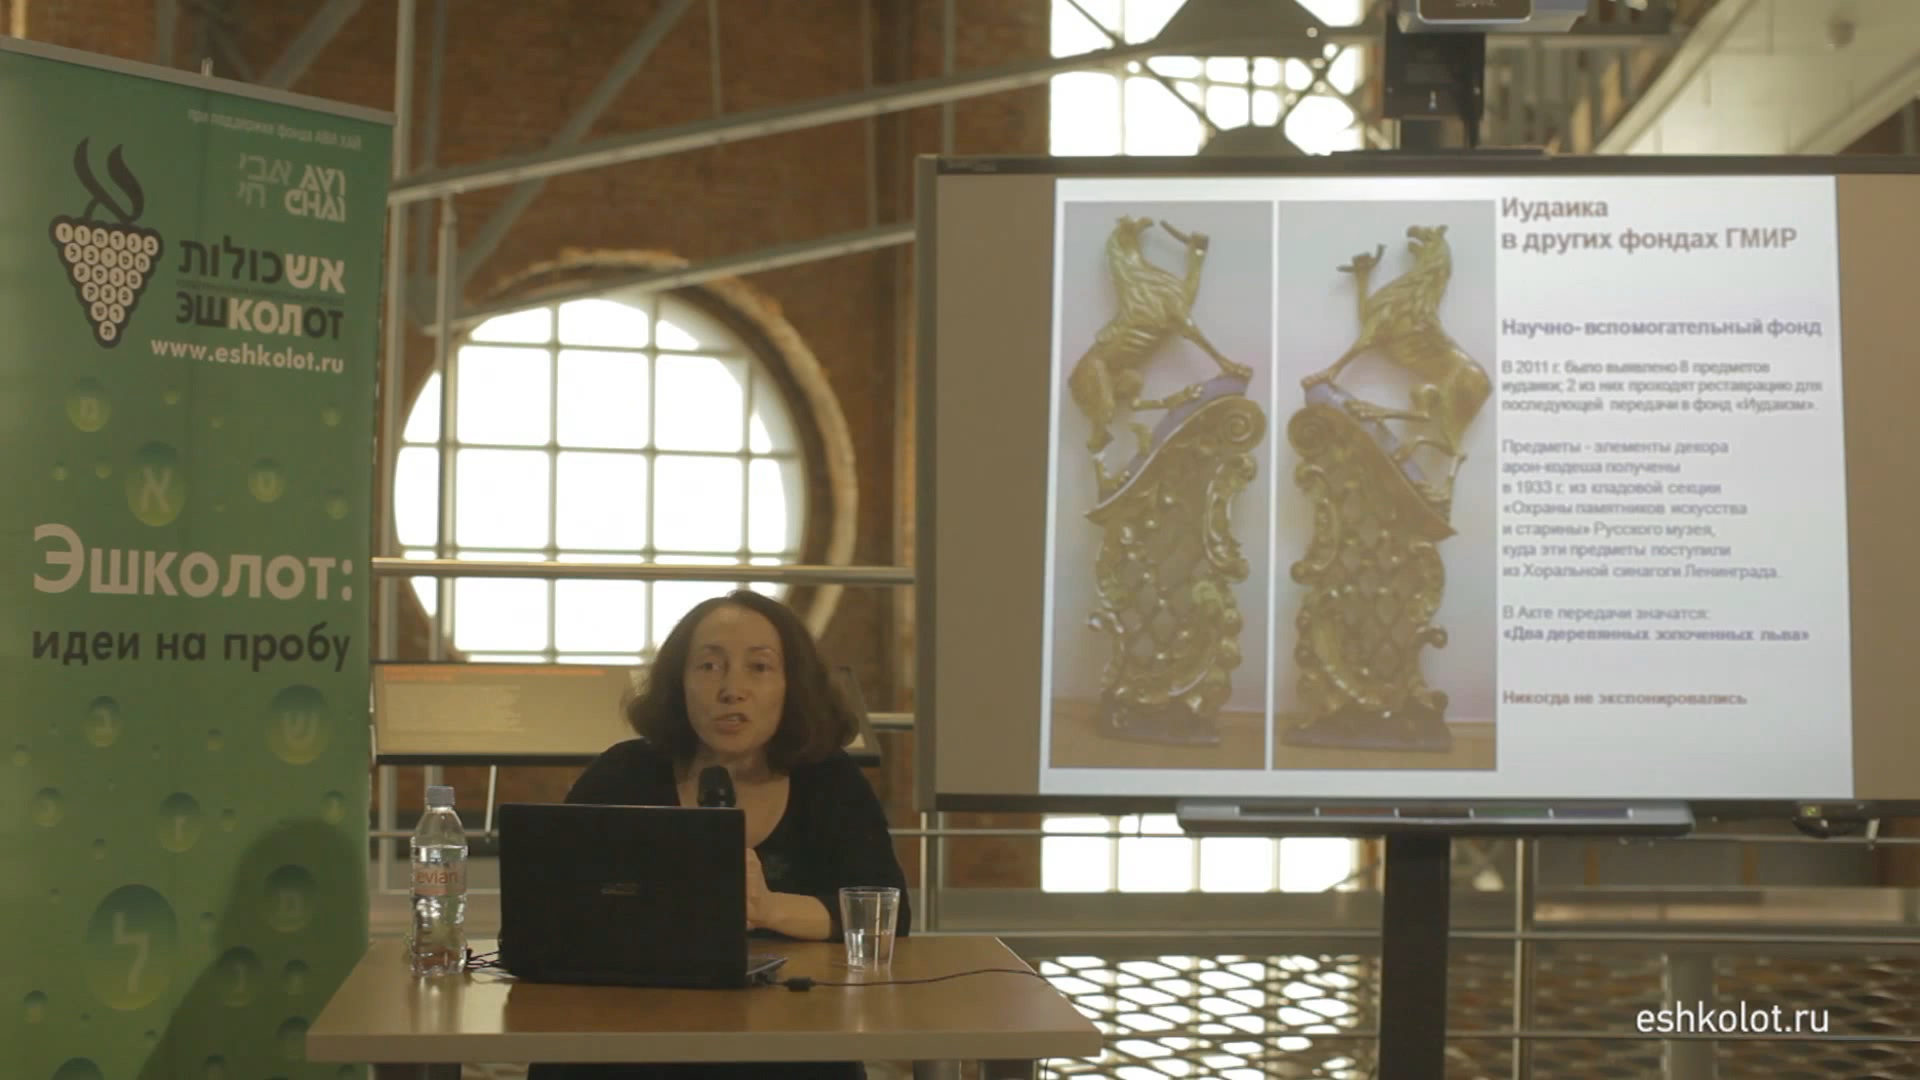 при поддержке фонда АВИ ХАЙ
אבי חי
AVI CHAI
אשכולות
ЭШКОЛОТ
www.eshkolot.ru
Эшколот:
идеи на пробу
evian
Иудаика
в других фондах ГМИР
Научно- вспомогательный фонд
В 2011 г. было выявлено 8 предметов
иудаики; 2 из них проходят реставрацию для
последующей передачи в фонд «Иудаизм».
Предметы - элементы декора
арон-кодеша получены
в 1933 г. из кладовой секции
«Охраны памятников искусства
и старины» Русского музея,
куда эти предметы поступили
из Хоральной синагоги Ленинграда.
В Акте передачи значатся:
«Два деревянных золоченных льва»
Никогда не экспонировались
eshkolot.ru